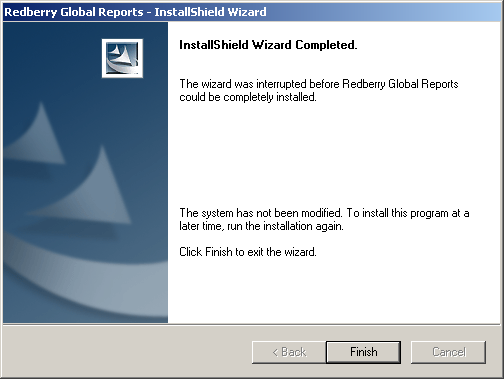 Redberry Global Reports - InstallShield Wizard
InstallShield Wizard Completed.
The wizard was interrupted before Redberry Global Reports
could be completely installed.
The system has not been modified. To install this program at a
later time, run the installation again.
Click Finish to exit the wizard.
< Back
Finish
Cancel